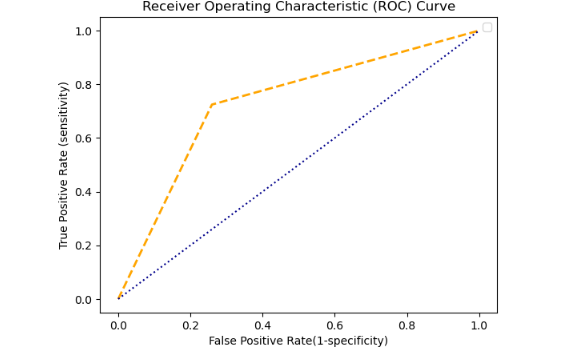 Receiver Operating Characteristic (ROC) Curve
1.0
0.8
0.6
0.4
0.2
0.0
True Positive Rate (sensitivity)
0.0 0.2 0.4 0.6 0.8 1.0
False Positive Rate(1-specificity)